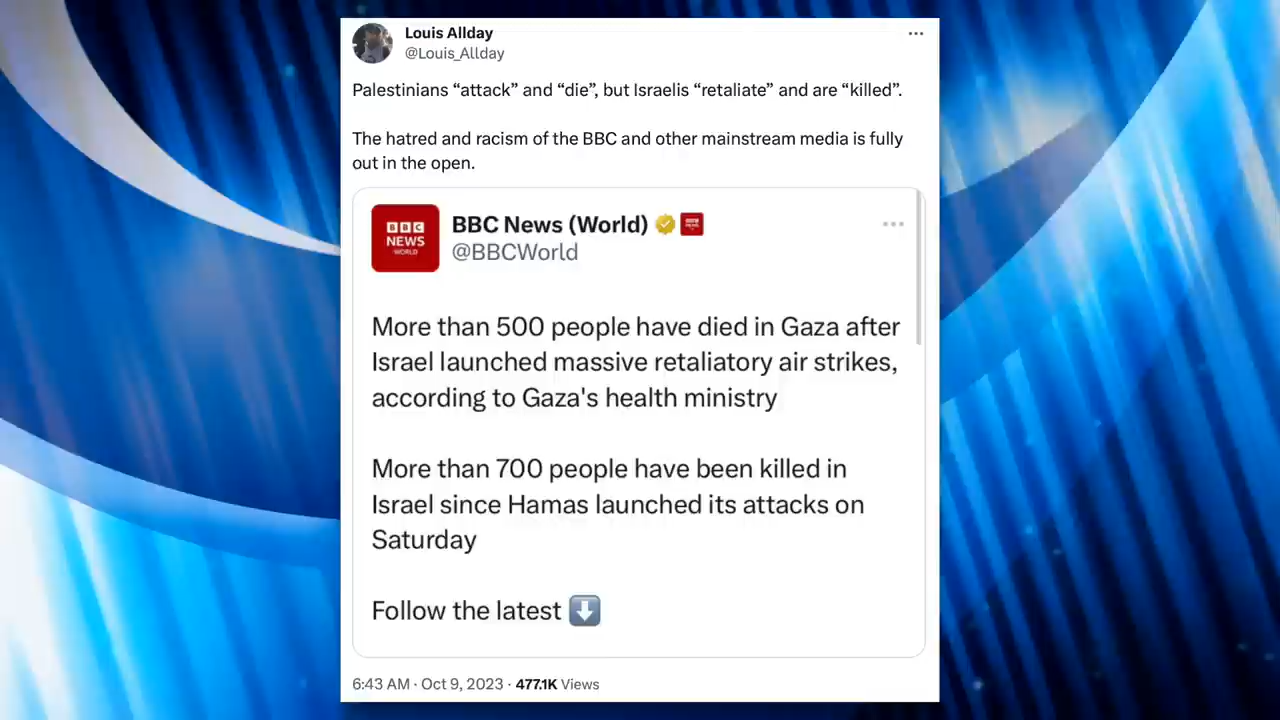 Louis Allday
@Louis_Allday
Palestinians “attack” and “die”, but Israelis “retaliate” and are “killed”.
The hatred and racism of the BBC and other mainstream media is fully
out in the open.
BBC
NEWS
WORLD
BBC News (World)
@BBCWorld
More than 500 people have died in Gaza after
Israel launched massive retaliatory air strikes,
according to Gaza's health ministry
More than 700 people have been killed in
Israel since Hamas launched its attacks on
Saturday
Follow the latest ⬇️
6:43 AM · Oct 9, 2023 · 477.1K Views